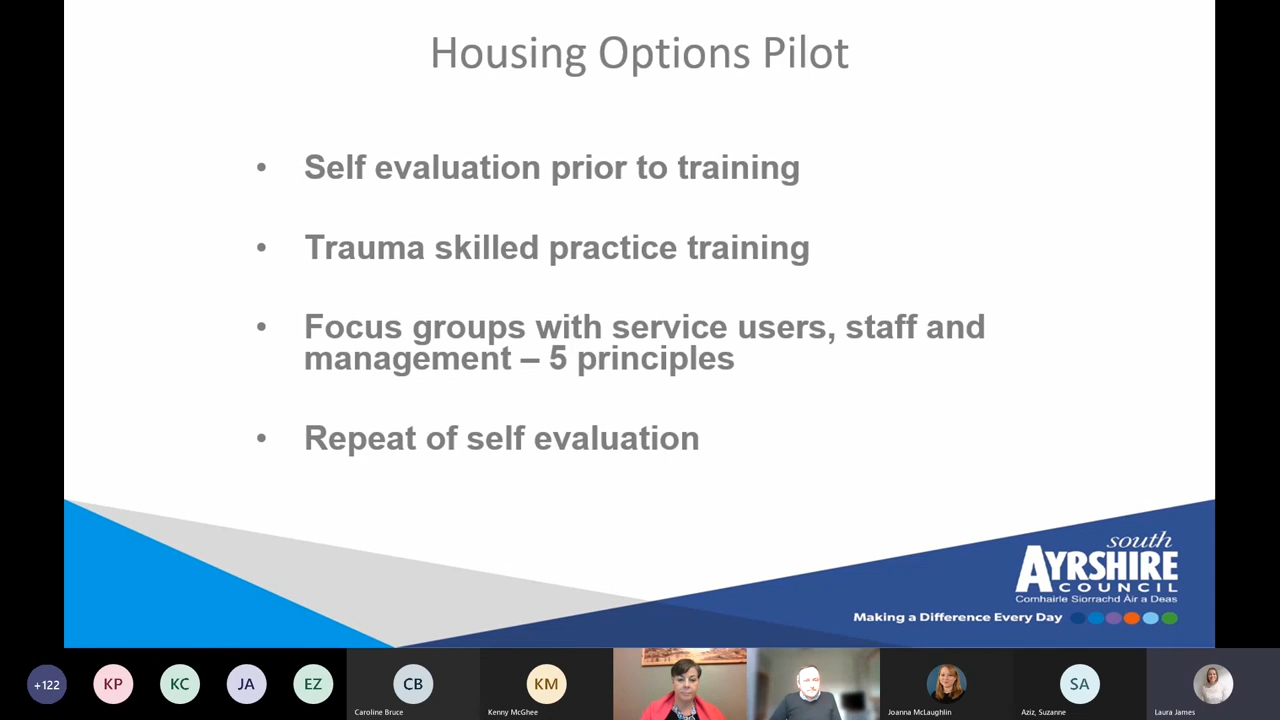 Housing Options Pilot
• Self evaluation prior to training
• Trauma skilled practice training
• Focus groups with service users, staff and
management – 5 principles
• Repeat of self evaluation
south
AYRSHIRE
COUNCIL
Comhairle Siorrachd Àir a Deas
Making a Difference Every Day
+122
KP
KC
JA
EZ
CB
Caroline Bruce
KM
Kenny McGhee
Joanna McLaughlin
SA
Aziz, Suzanne
Laura James